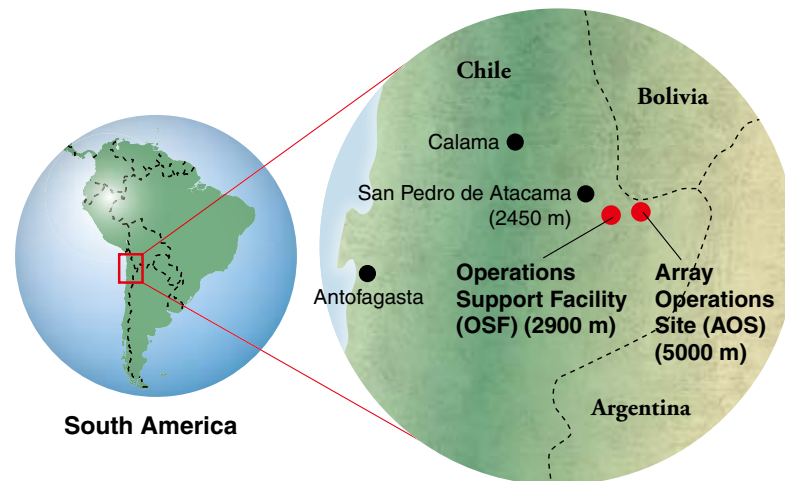 Chile
Bolivia
Calama
San Pedro de Atacama
(2450 m)
Operations
Support Facility
(OSF) (2900 m)
Array
Operations
Site (AOS)
(5000 m)
Antofagasta
Argentina
South America